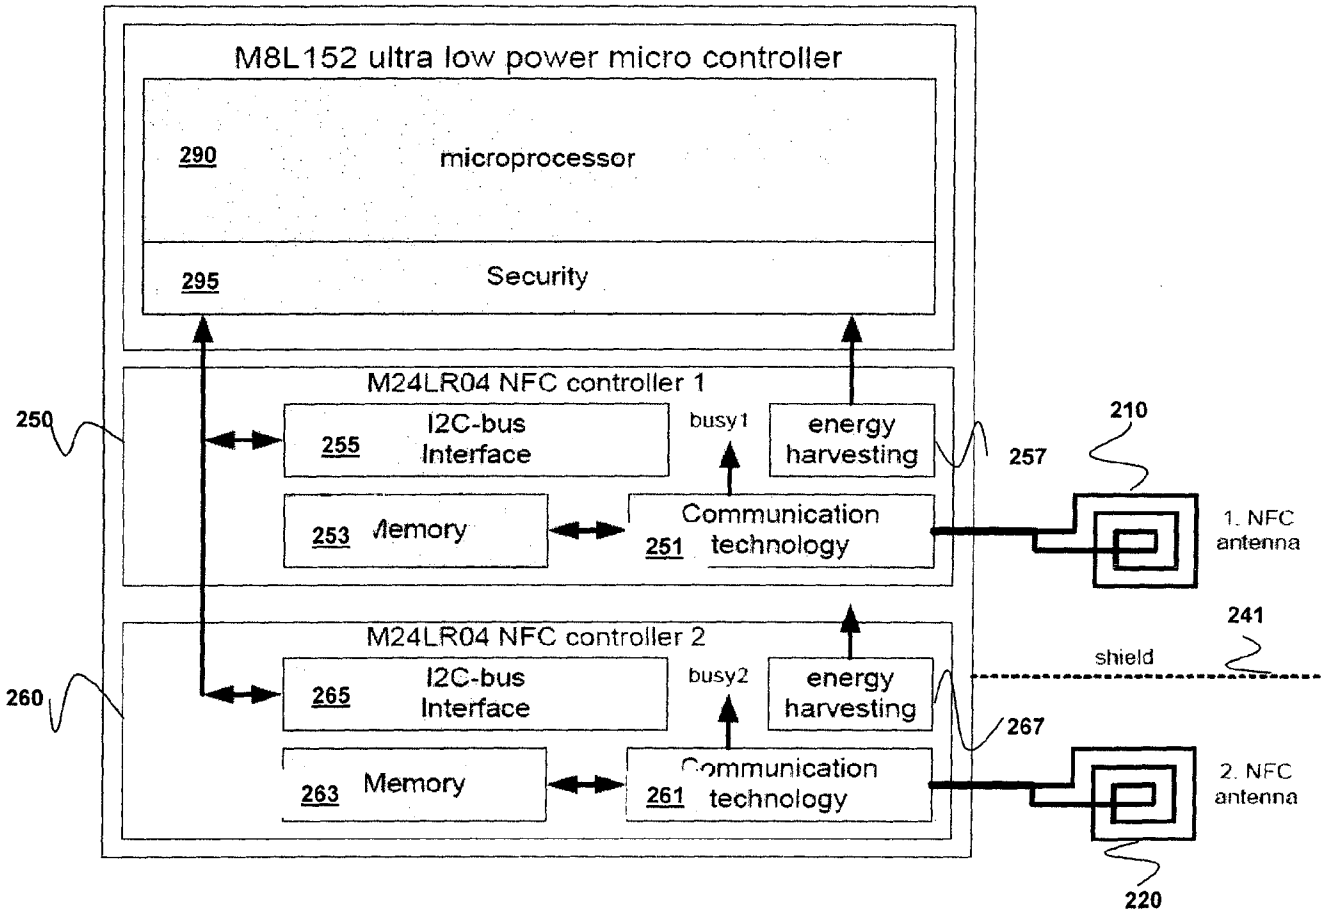 M8L152 ultra low power micro controller
290
microprocessor
295
Security
M24LR04 NFC controller 1
250
255
I2C-bus
Interface
busy1
energy
harvesting
257
210
253
Memory
251
Communication
technology
1. NFC
antenna
M24LR04 NFC controller 2
241
shield
260
265
I2C-bus
Interface
busy2
energy
harvesting
267
263
Memory
261
Communication
technology
2. NFC
antenna
220